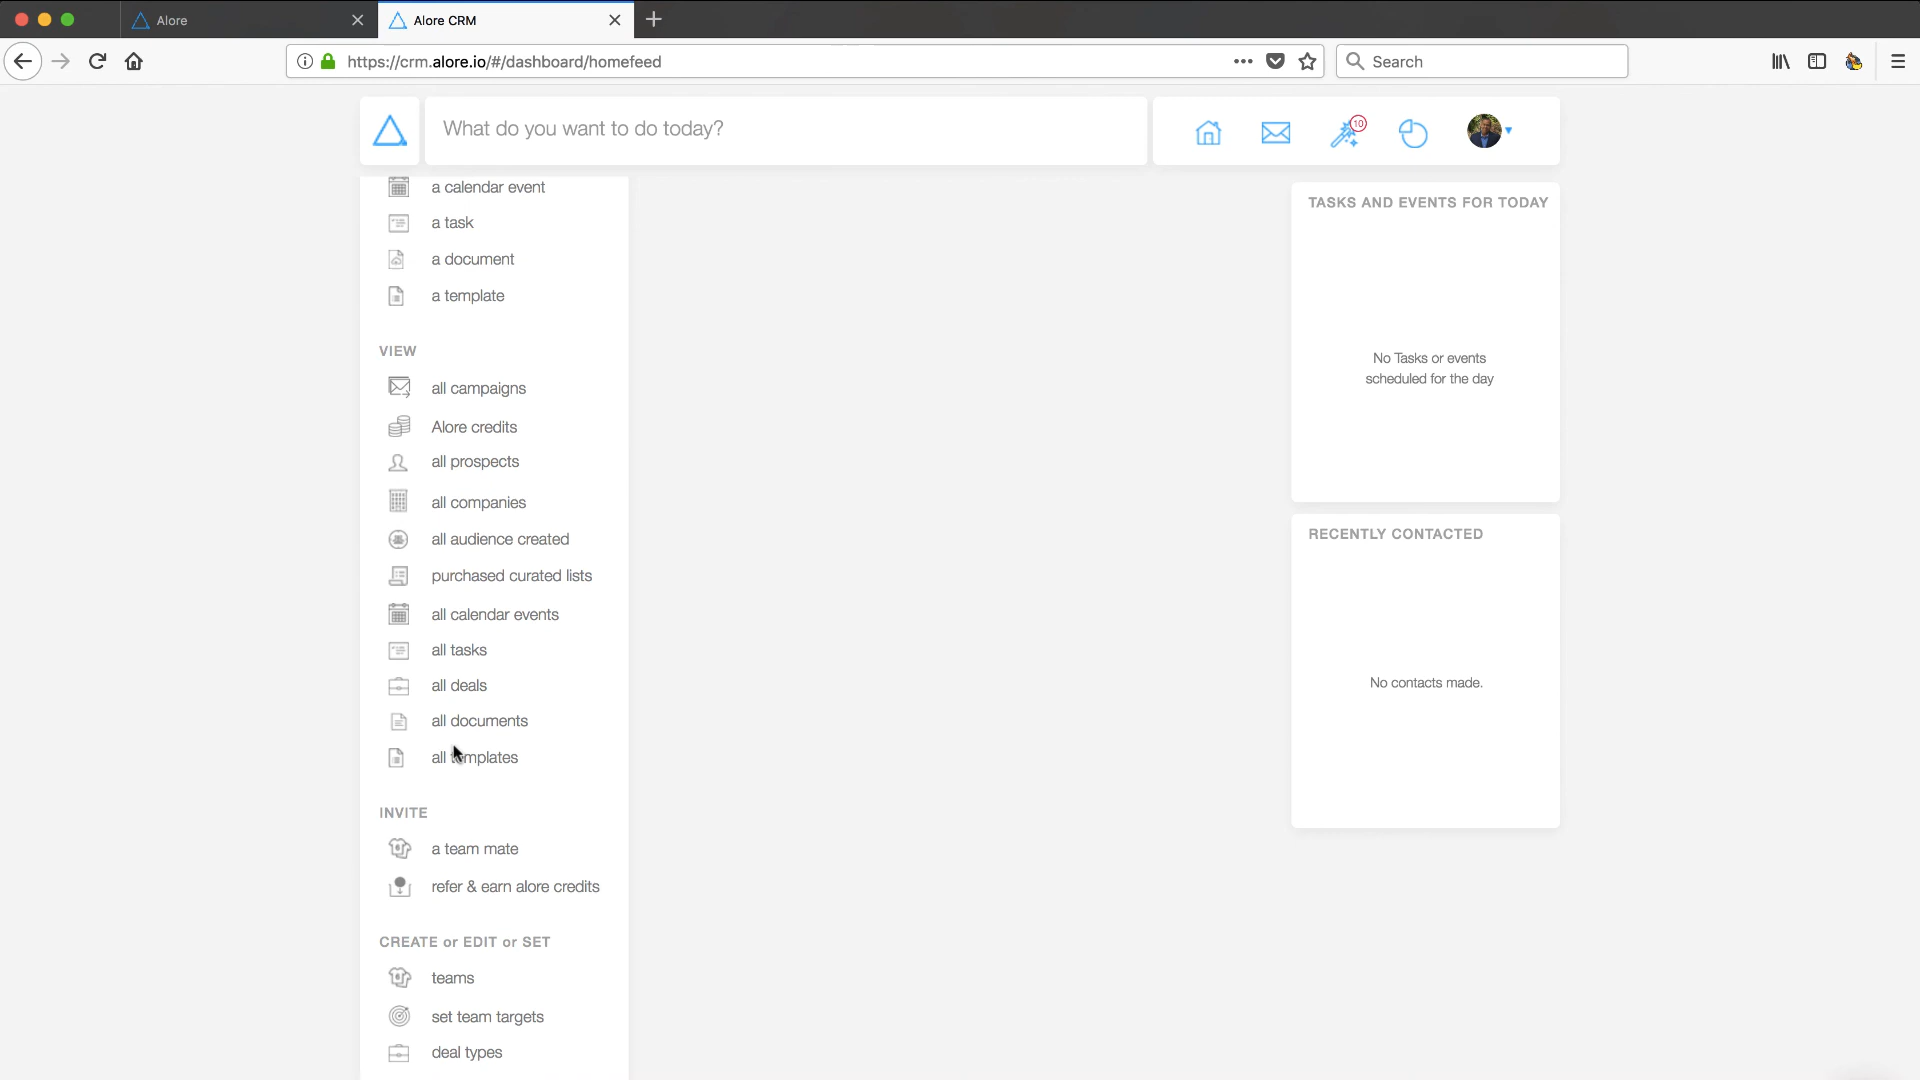 Alore
Alore CRM
https://crm.alore.io/#/dashboard/homefeed
Search
What do you want to do today?
10
a calendar event
a task
a document
a template
VIEW
all campaigns
Alore credits
all prospects
all companies
all audience created
purchased curated lists
all calendar events
all tasks
all deals
all documents
all templates
INVITE
a team mate
refer & earn alore credits
CREATE or EDIT or SET
teams
set team targets
deal types
TASKS AND EVENTS FOR TODAY
No Tasks or events
scheduled for the day
RECENTLY CONTACTED
No contacts made.